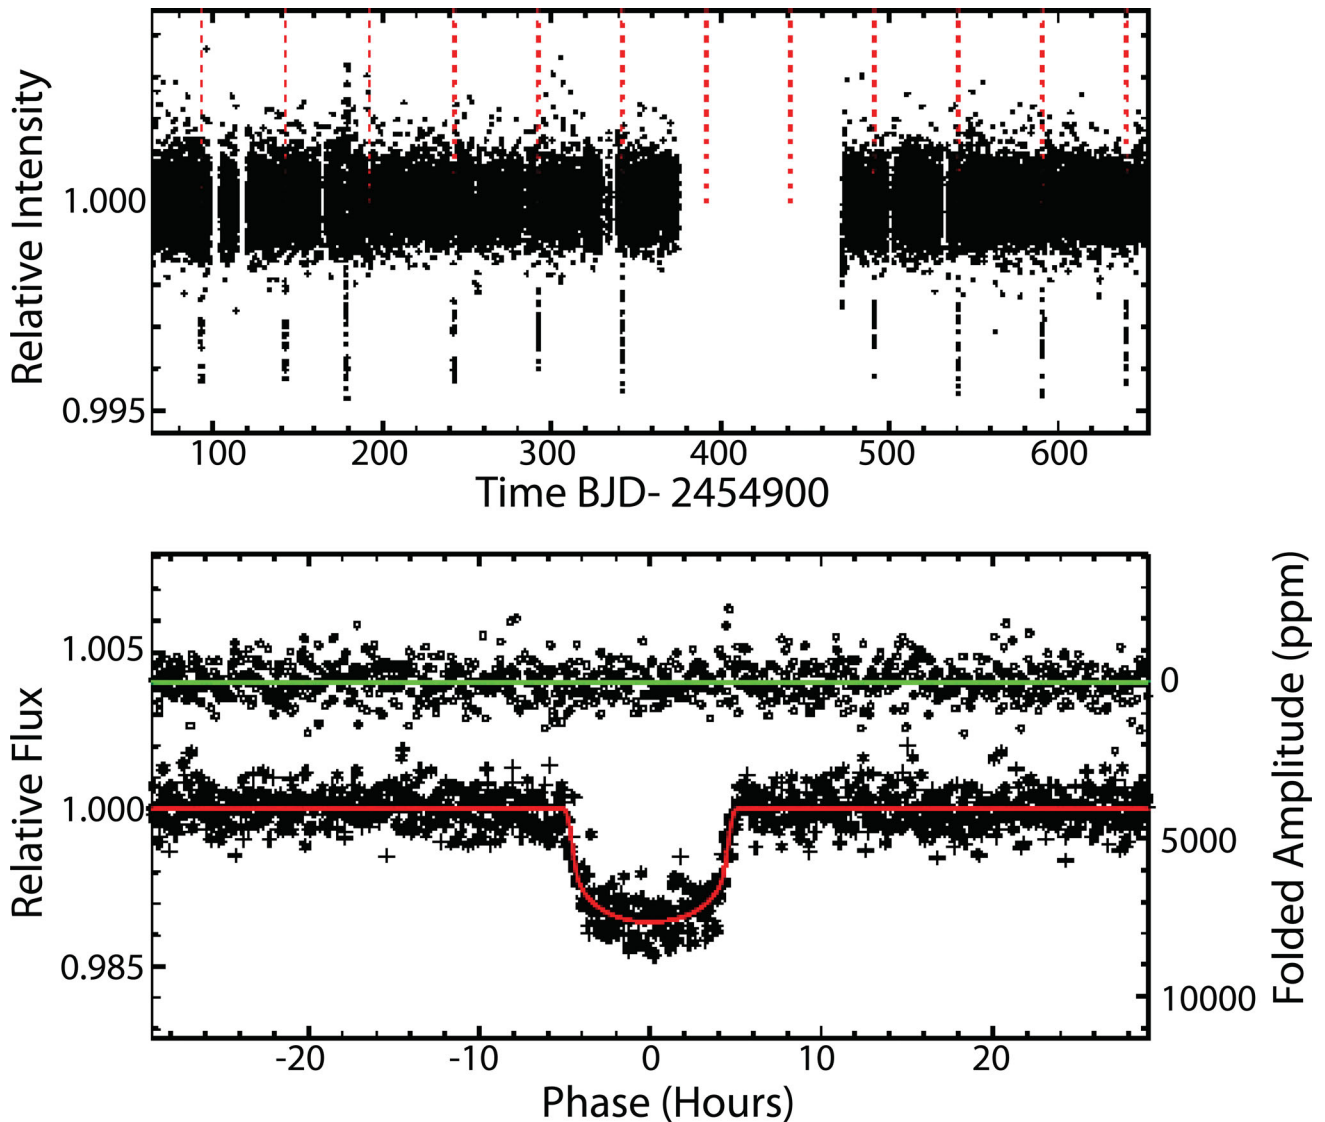 Relative Intensity
1.000
0.995
100 200 300 400 500 600
Time BJD- 2454900
Relative Flux
1.005
1.000
0.985
0
5000
10000
Folded Amplitude (ppm)
-20 -10 0 10 20
Phase (Hours)